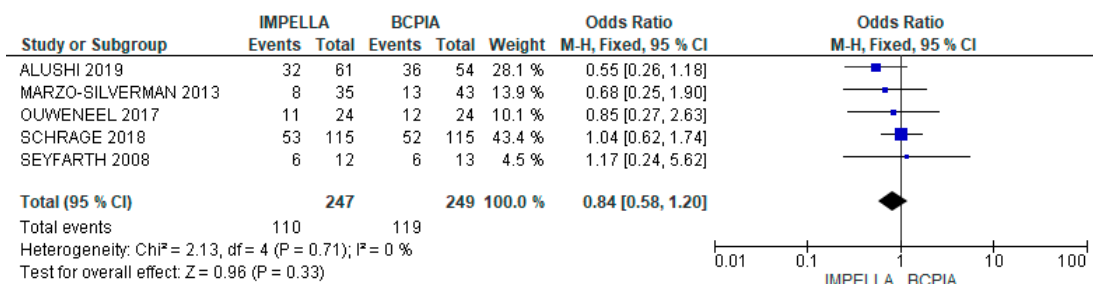 IMPELLA BCPIA Odds Ratio Odds Ratio
Study or Subgroup Events Total Events Total Weight M-H, Fixed, 95 % CI M-H, Fixed, 95 % CI
ALUSHI 2019 32 61 36 54 28.1 % 0.55 [0.26, 1.18]
MARZO-SILVERMAN 2013 8 35 13 43 13.9 % 0.68 [0.25, 1.90]
OUWENEEL 2017 11 24 12 24 10.1 % 0.85 [0.27, 2.63]
SCHRAGE 2018 53 115 52 115 43.4 % 1.04 [0.62, 1.74]
SEYFARTH 2008 6 12 6 13 4.5 % 1.17 [0.24, 5.62]
Total (95 % CI) 247 249 100.0 % 0.84 [0.58, 1.20]
Total events 110 119
Heterogeneity: Chi² = 2.13, df = 4 (P = 0.71); I² = 0 %
Test for overall effect: Z = 0.96 (P = 0.33)
0.01 0.1 1 10 100
IMPELLA BCPIA